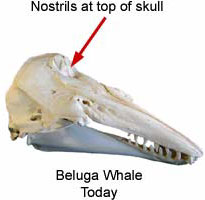 Nostrils at top of skull
Beluga Whale
Today